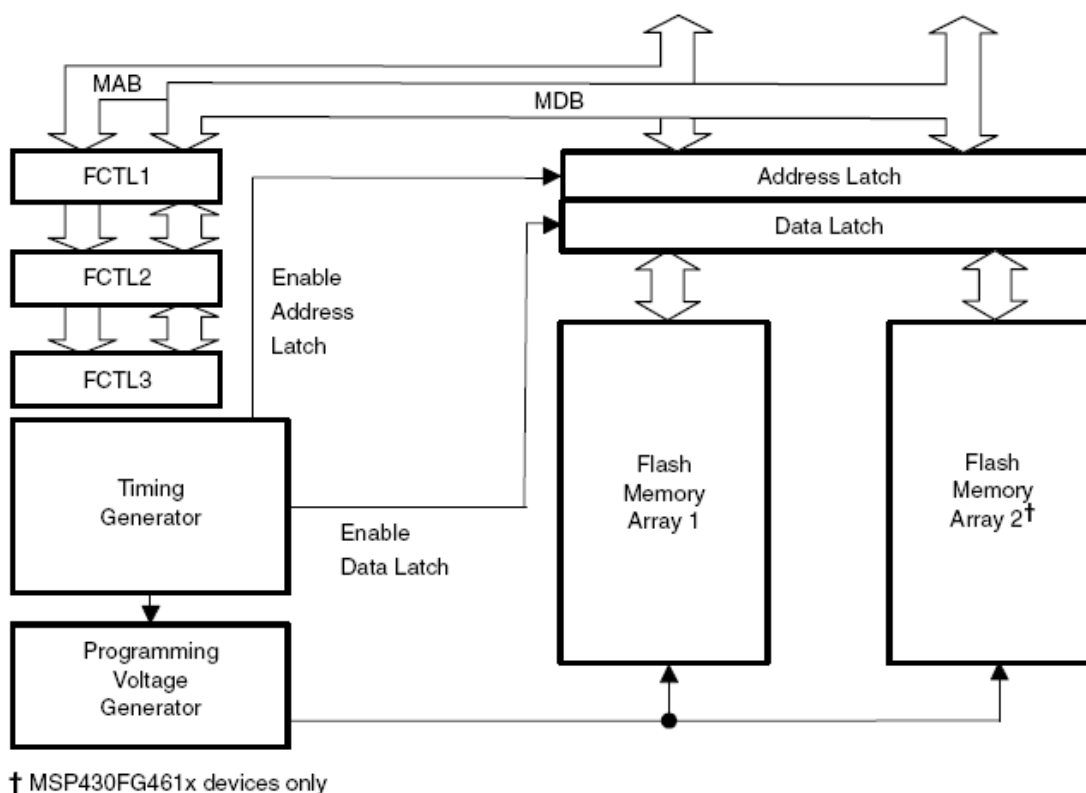 MAB
MDB
FCTL1
FCTL2
FCTL3
Address Latch
Data Latch
Enable
Address
Latch
Timing
Generator
Enable
Data Latch
Flash
Memory
Array 1
Flash
Memory
Array 2†
Programming
Voltage
Generator
† MSP430FG461x devices only